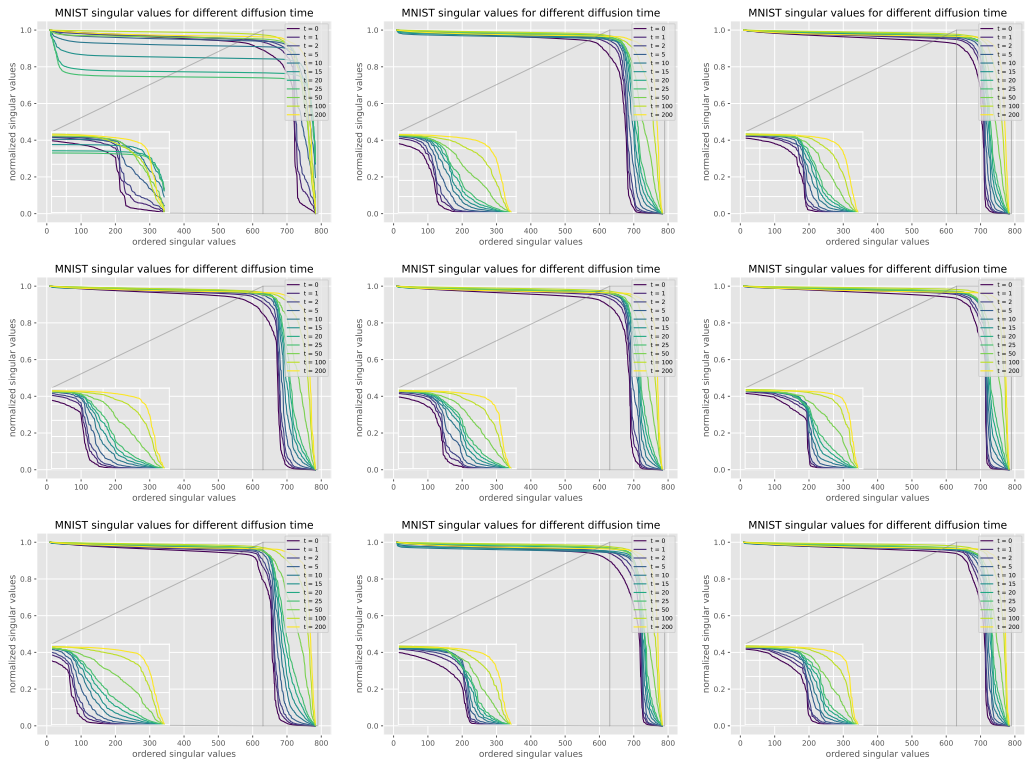 MNIST singular values for different diffusion time
normalized singular values
1.0
0.8
0.6
0.4
0.2
0.0
t = 0
t = 1
t = 2
t = 5
t = 10
t = 15
t = 20
t = 25
t = 50
t = 100
t = 200
0 100 200 300 400 500 600 700 800
ordered singular values
MNIST singular values for different diffusion time
normalized singular values
1.0
0.8
0.6
0.4
0.2
0.0
t = 0
t = 1
t = 2
t = 5
t = 10
t = 15
t = 20
t = 25
t = 50
t = 100
t = 200
0 100 200 300 400 500 600 700 800
ordered singular values
MNIST singular values for different diffusion time
normalized singular values
1.0
0.8
0.6
0.4
0.2
0.0
t = 0
t = 1
t = 2
t = 5
t = 10
t = 15
t = 20
t = 25
t = 50
t = 100
t = 200
0 100 200 300 400 500 600 700 800
ordered singular values
MNIST singular values for different diffusion time
normalized singular values
1.0
0.8
0.6
0.4
0.2
0.0
t = 0
t = 1
t = 2
t = 5
t = 10
t = 15
t = 20
t = 25
t = 50
t = 100
t = 200
0 100 200 300 400 500 600 700 800
ordered singular values
MNIST singular values for different diffusion time
normalized singular values
1.0
0.8
0.6
0.4
0.2
0.0
t = 0
t = 1
t = 2
t = 5
t = 10
t = 15
t = 20
t = 25
t = 50
t = 100
t = 200
0 100 200 300 400 500 600 700 800
ordered singular values
MNIST singular values for different diffusion time
normalized singular values
1.0
0.8
0.6
0.4
0.2
0.0
t = 0
t = 1
t = 2
t = 5
t = 10
t = 15
t = 20
t = 25
t = 50
t = 100
t = 200
0 100 200 300 400 500 600 700 800
ordered singular values
MNIST singular values for different diffusion time
normalized singular values
1.0
0.8
0.6
0.4
0.2
0.0
t = 0
t = 1
t = 2
t = 5
t = 10
t = 15
t = 20
t = 25
t = 50
t = 100
t = 200
0 100 200 300 400 500 600 700 800
ordered singular values
MNIST singular values for different diffusion time
normalized singular values
1.0
0.8
0.6
0.4
0.2
0.0
t = 0
t = 1
t = 2
t = 5
t = 10
t = 15
t = 20
t = 25
t = 50
t = 100
t = 200
0 100 200 300 400 500 600 700 800
ordered singular values
MNIST singular values for different diffusion time
normalized singular values
1.0
0.8
0.6
0.4
0.2
0.0
t = 0
t = 1
t = 2
t = 5
t = 10
t = 15
t = 20
t = 25
t = 50
t = 100
t = 200
0 100 200 300 400 500 600 700 800
ordered singular values